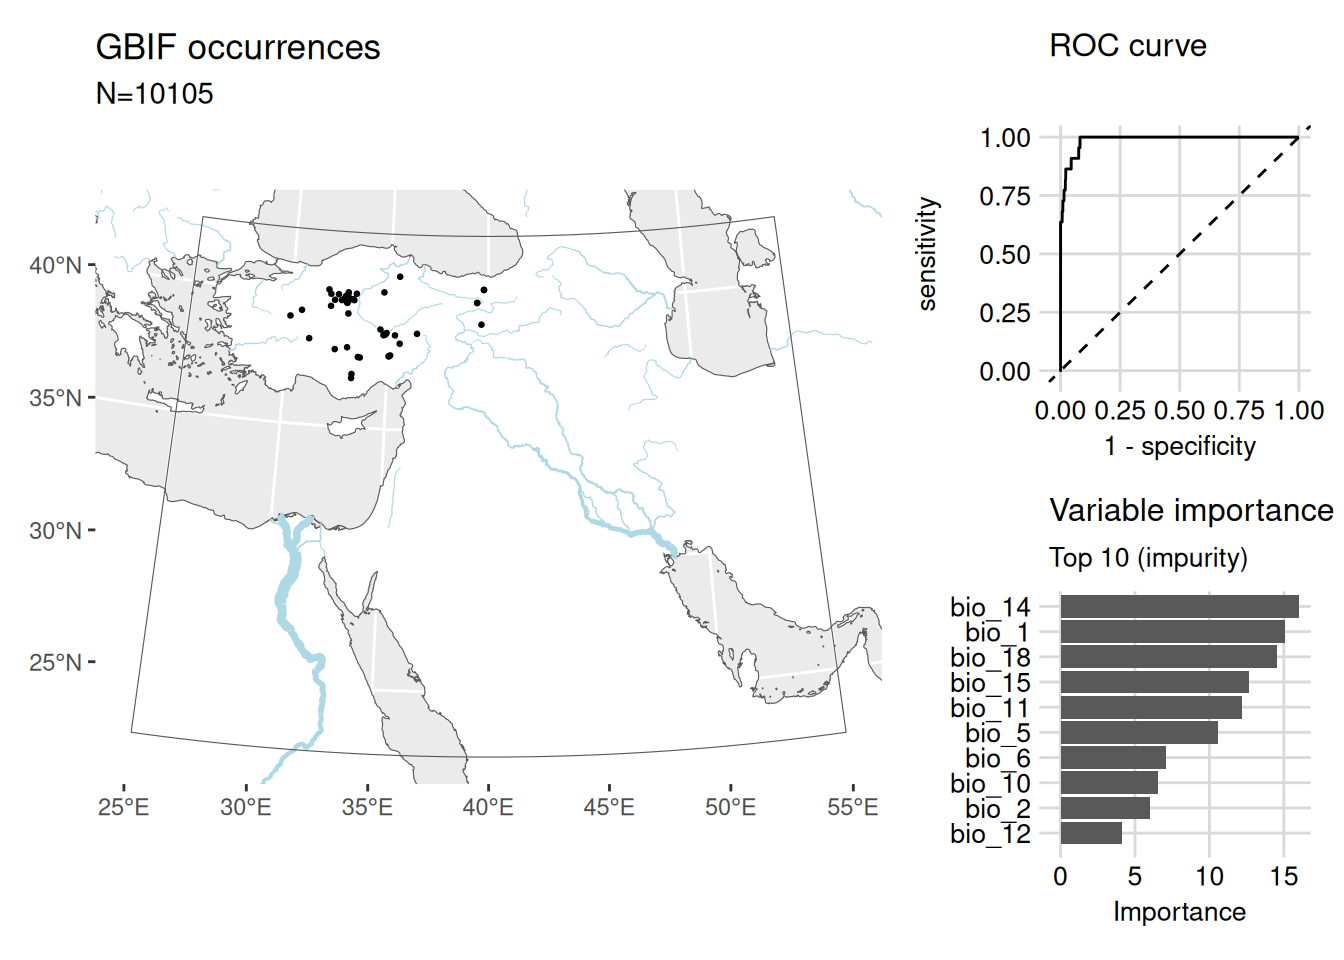 GBIF occurrences
N=10105
40°N
35°N
30°N
25°N
25°E 30°E 35°E 40°E 45°E 50°E 55°E
ROC curve
sensitivity
1.00
0.75
0.50
0.25
0.00
0.00 0.25 0.50 0.75 1.00
1 - specificity
Variable importance
Top 10 (impurity)
bio_14
bio_1
bio_18
bio_15
bio_11
bio_5
bio_6
bio_10
bio_2
bio_12
0 5 10 15
Importance